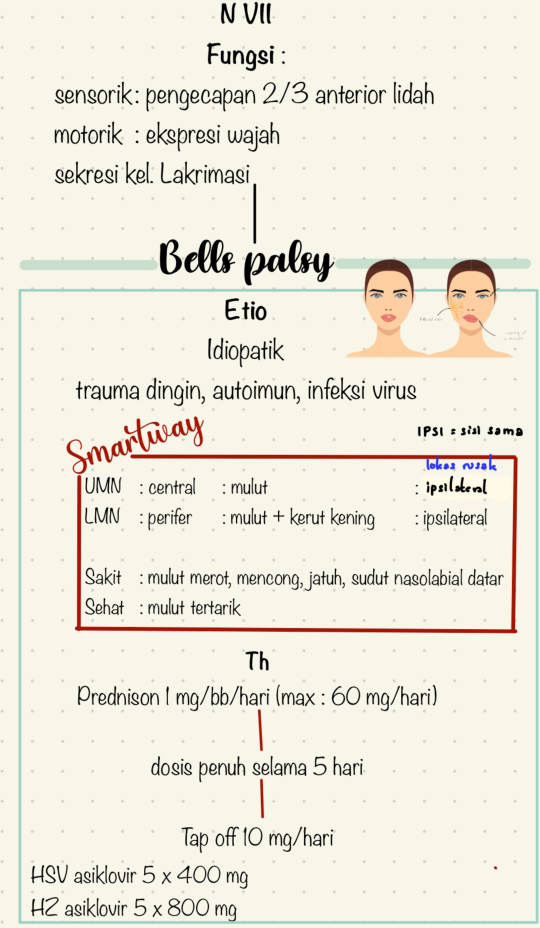 N VII
Fungsi :
sensorik : pengecapan 2/3 anterior lidah
motorik : ekspresi wajah
sekresi kel. Lakrimasi
Bells palsy
Etio
Idiopatik
trauma dingin, autoimun, infeksi virus
Smartway
IPSI = sisi sama
lokas rusak
UMN : central : mulut : ipsilateral
LMN : perifer : mulut + kerut kening : ipsilateral
Sakit : mulut merot, mencong, jatuh, sudut nasolabial datar
Sehat : mulut tertarik
Th
Prednison 1 mg/bb/hari (max : 60 mg/hari)
dosis penuh selama 5 hari
Tap off 10 mg/hari
HSV asiklovir 5 x 400 mg
HZ asiklovir 5 x 800 mg